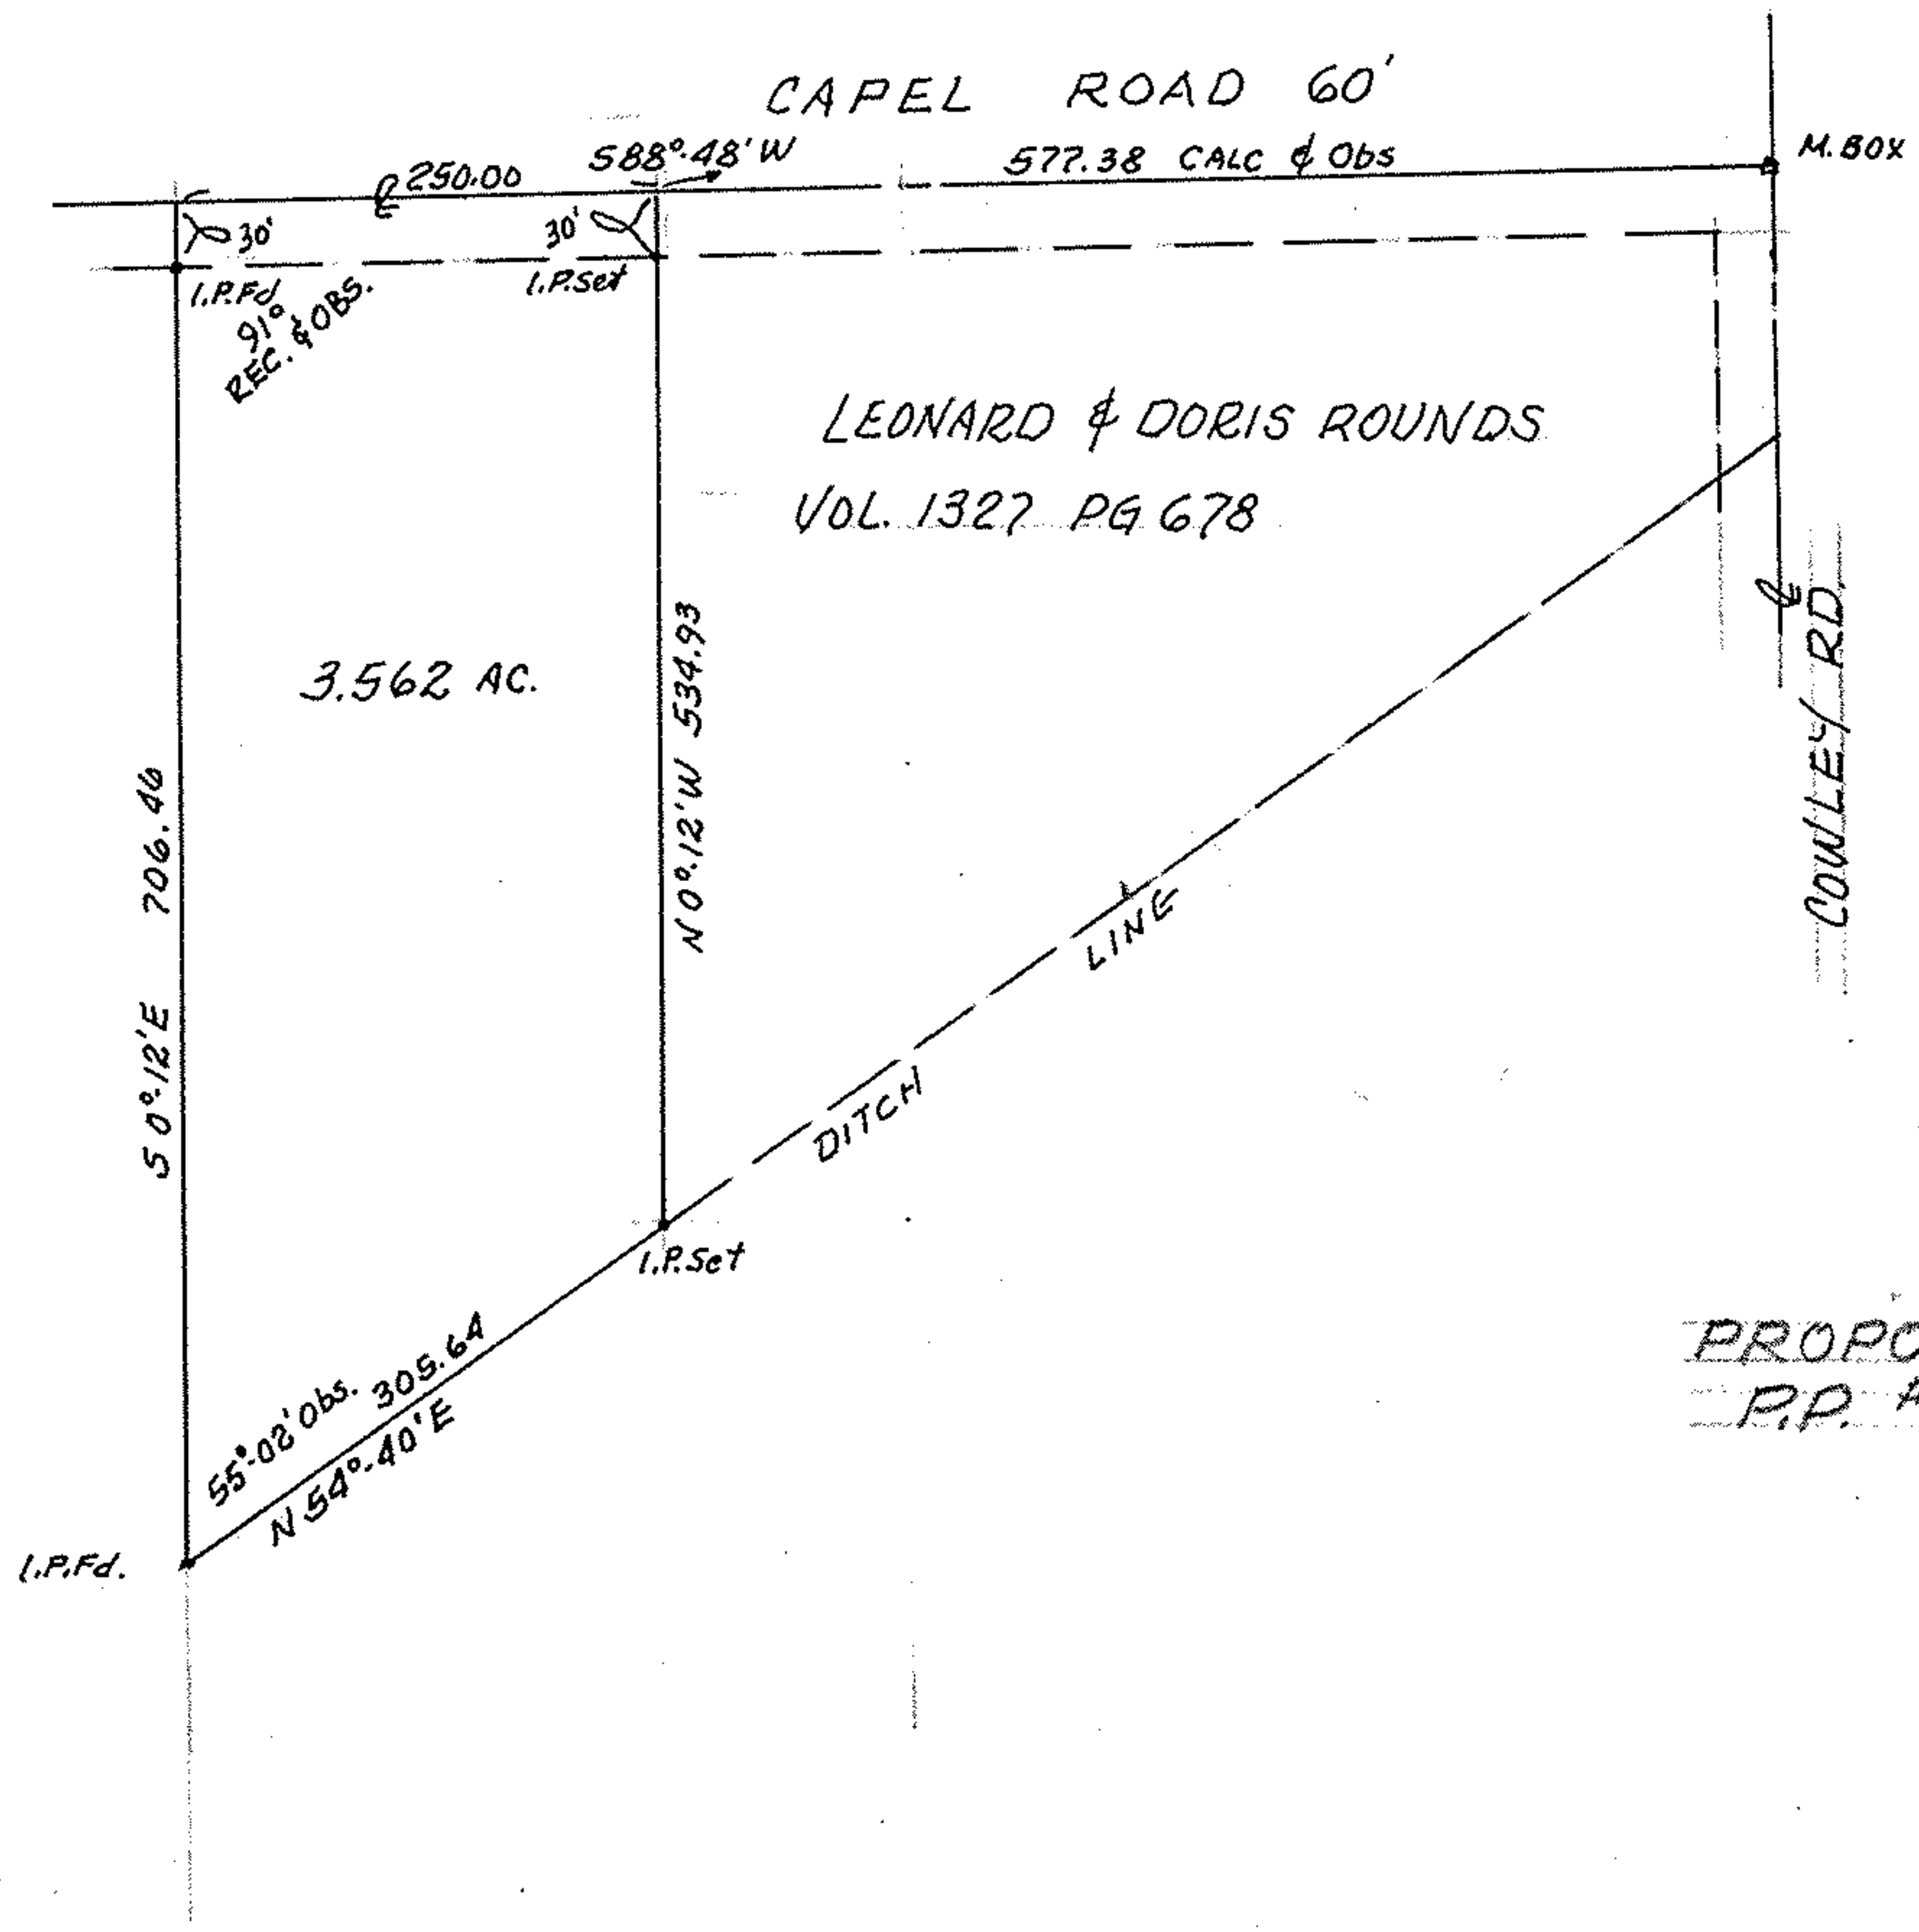 CAPEL ROAD 60'
S88°-48'W
577.38 CALC & Obs
M.BOX
℄ 250.00
30'
30'
I.P.Fd
I.P.Set
91°
REC. & OBS.
LEONARD & DORIS ROUNDS
VOL. 1327 PG 678
3.562 AC.
N 0°-12'W 534.93
S 0°-12'E 706.46
℄
COWLEY RD.
DITCH LINE
I.P.Set
55°-02' Obs. 305.64
N 54°-40'E
I.P.Fd.
PROPO
P.P.